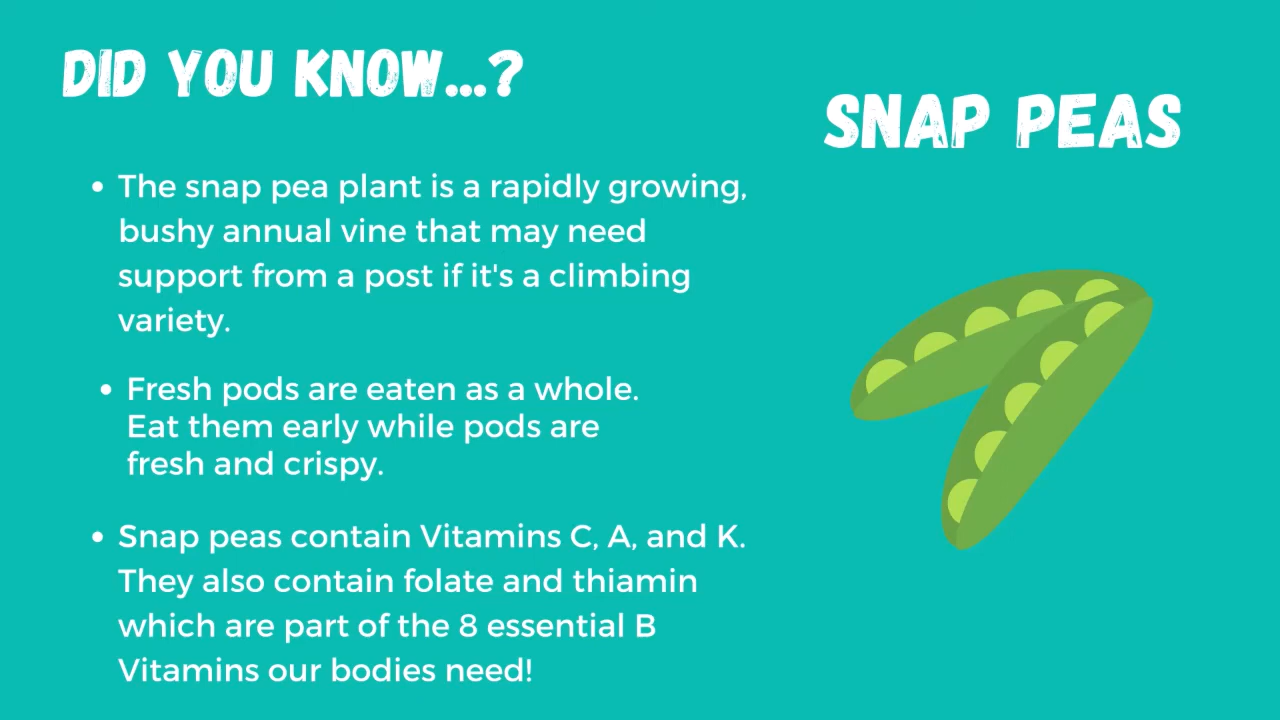 DID YOU KNOW...?
SNAP PEAS
• The snap pea plant is a rapidly growing,
bushy annual vine that may need
support from a post if it's a climbing
variety.
• Fresh pods are eaten as a whole.
Eat them early while pods are
fresh and crispy.
• Snap peas contain Vitamins C, A, and K.
They also contain folate and thiamin
which are part of the 8 essential B
Vitamins our bodies need!